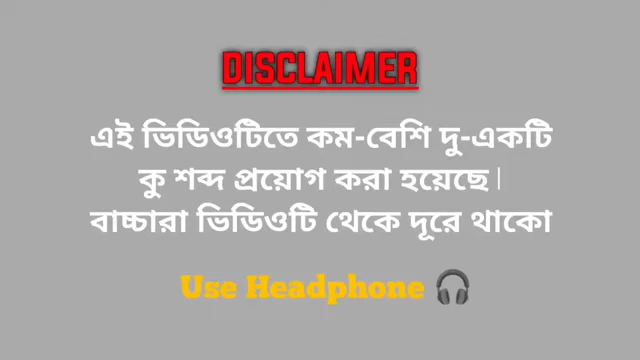 DISCLAIMER
এই ভিডিওটিতে কম-বেশি দু-একটি
কু শব্দ প্রয়োগ করা হয়েছে।
বাচ্চারা ভিডিওটি থেকে দূরে থাকো
Use Headphone 🎧